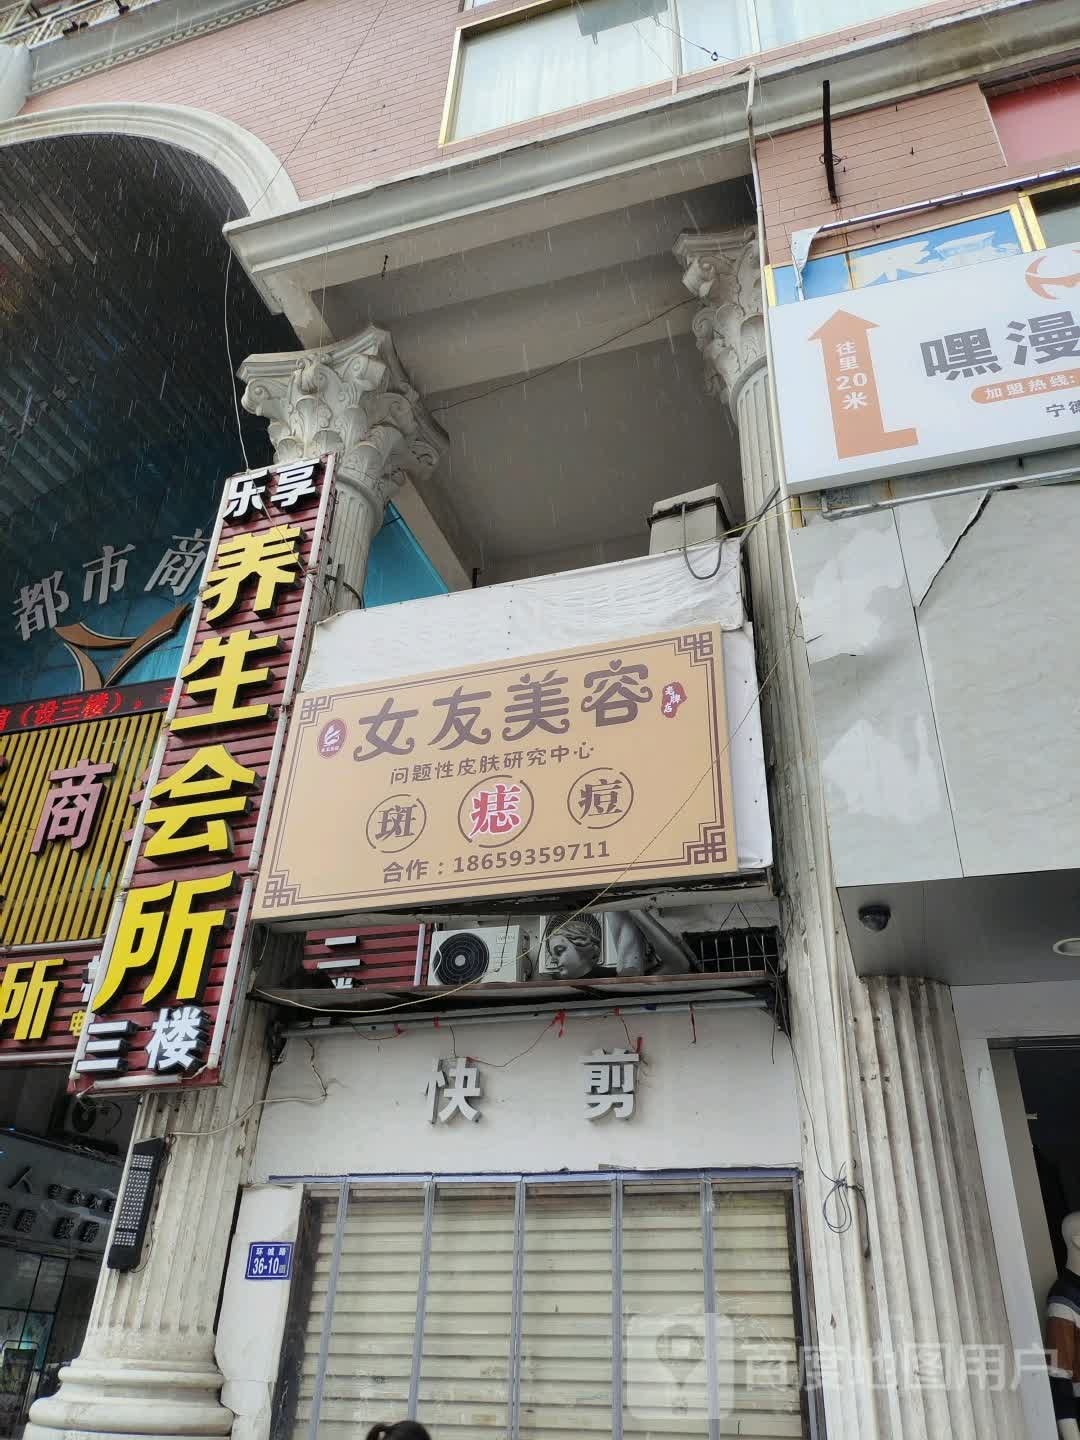 往里20米
嘿漫
加盟热线:
宁德
乐享
养生会所
三楼
都市商
(设三楼)
商
所
女友美容
老牌店
问题性皮肤研究中心
斑 痣 痘
合作：18659359711
快剪
环城路
36-10
百度地图用户